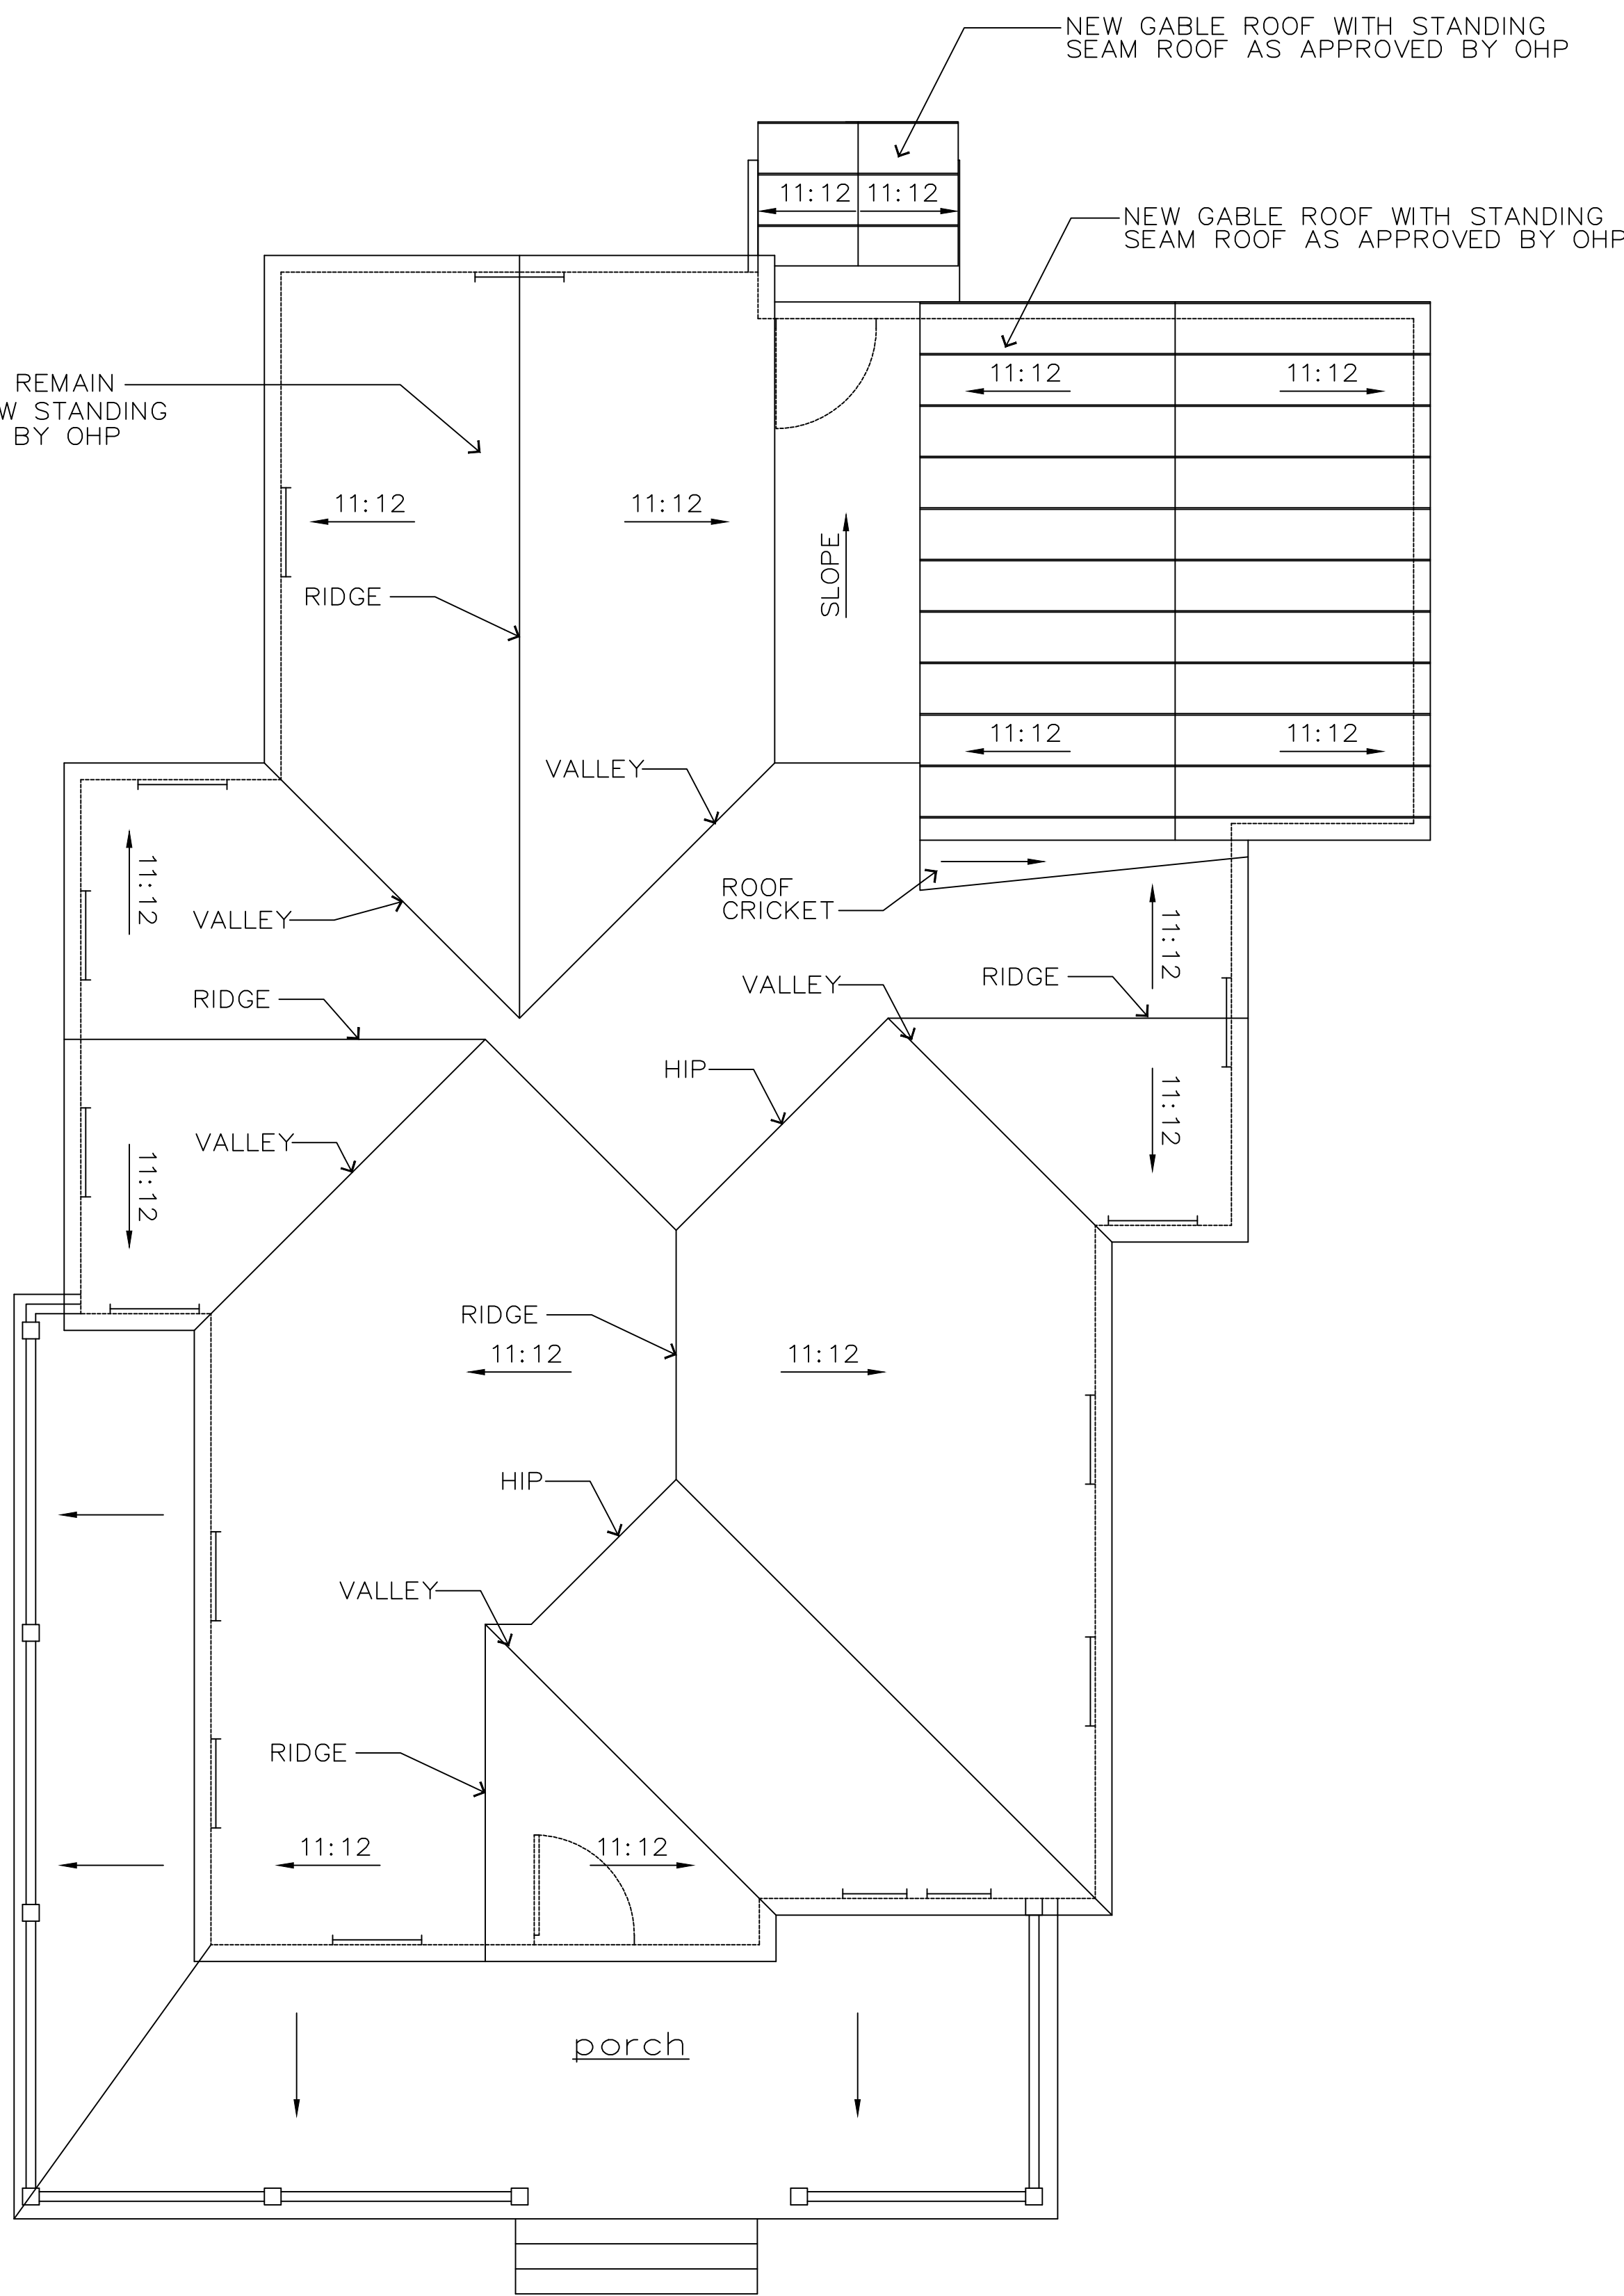 NEW GABLE ROOF WITH STANDING
SEAM ROOF AS APPROVED BY OHP
11:12
11:12
NEW GABLE ROOF WITH STANDING
SEAM ROOF AS APPROVED BY OHP
REMAIN
STANDING
BY OHP
11:12
11:12
11:12
11:12
SLOPE
RIDGE
11:12
11:12
VALLEY
11:12
VALLEY
ROOF
CRICKET
11:12
RIDGE
VALLEY
RIDGE
HIP
11:12
VALLEY
11:12
RIDGE
11:12
11:12
HIP
VALLEY
RIDGE
11:12
11:12
porch